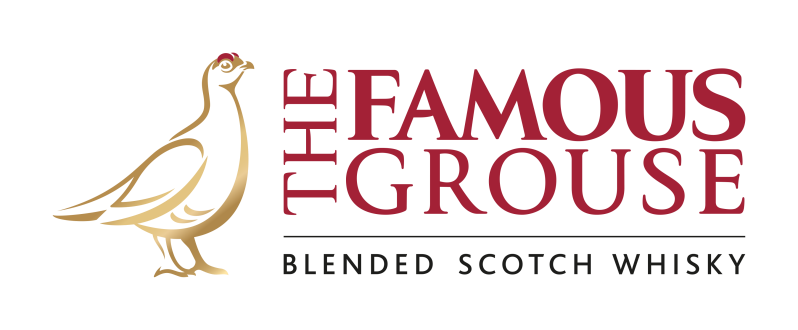 THE
FAMOUS
GROUSE
BLENDED SCOTCH WHISKY